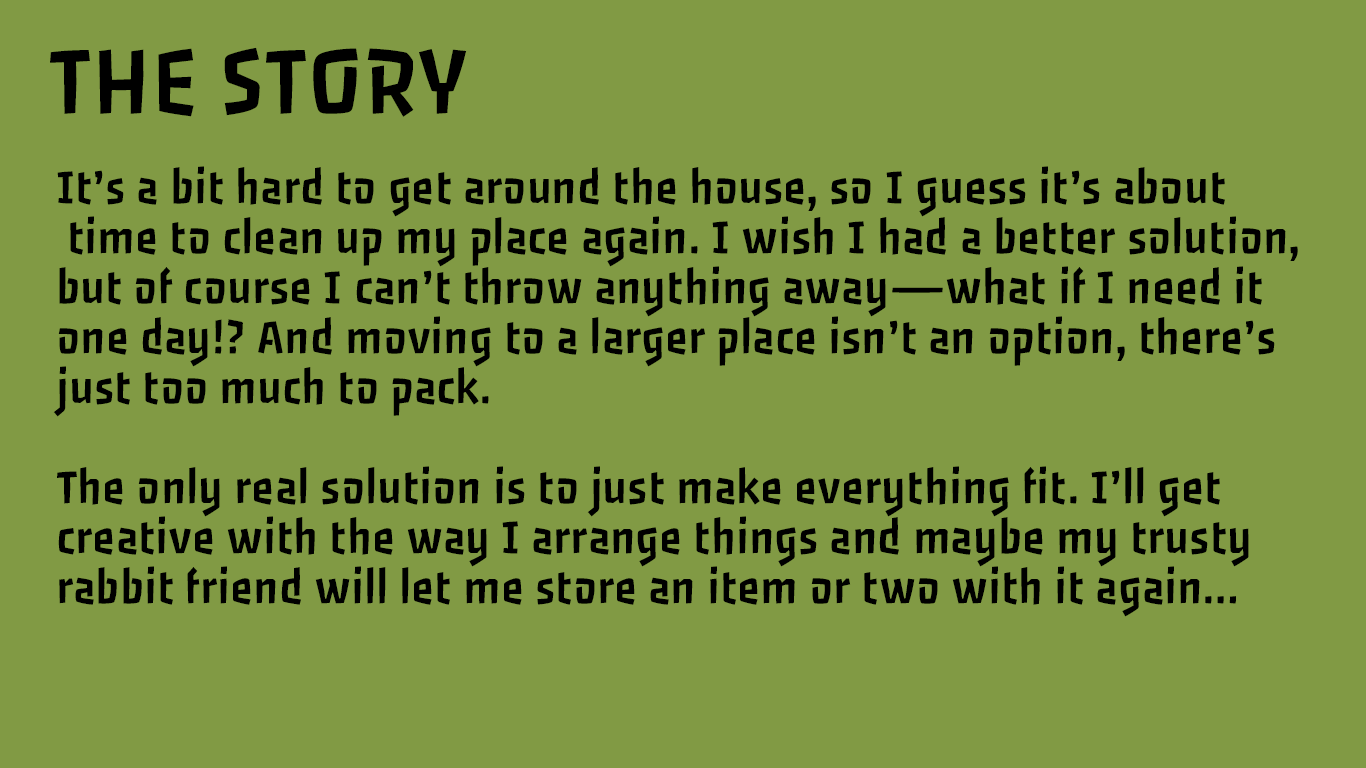 THE STORY
It’s a bit hard to get around the house, so I guess it’s about
time to clean up my place again. I wish I had a better solution,
but of course I can’t throw anything away—what if I need it
one day!? And moving to a larger place isn’t an option, there’s
just too much to pack.
The only real solution is to just make everything fit. I’ll get
creative with the way I arrange things and maybe my trusty
rabbit friend will let me store an item or two with it again...